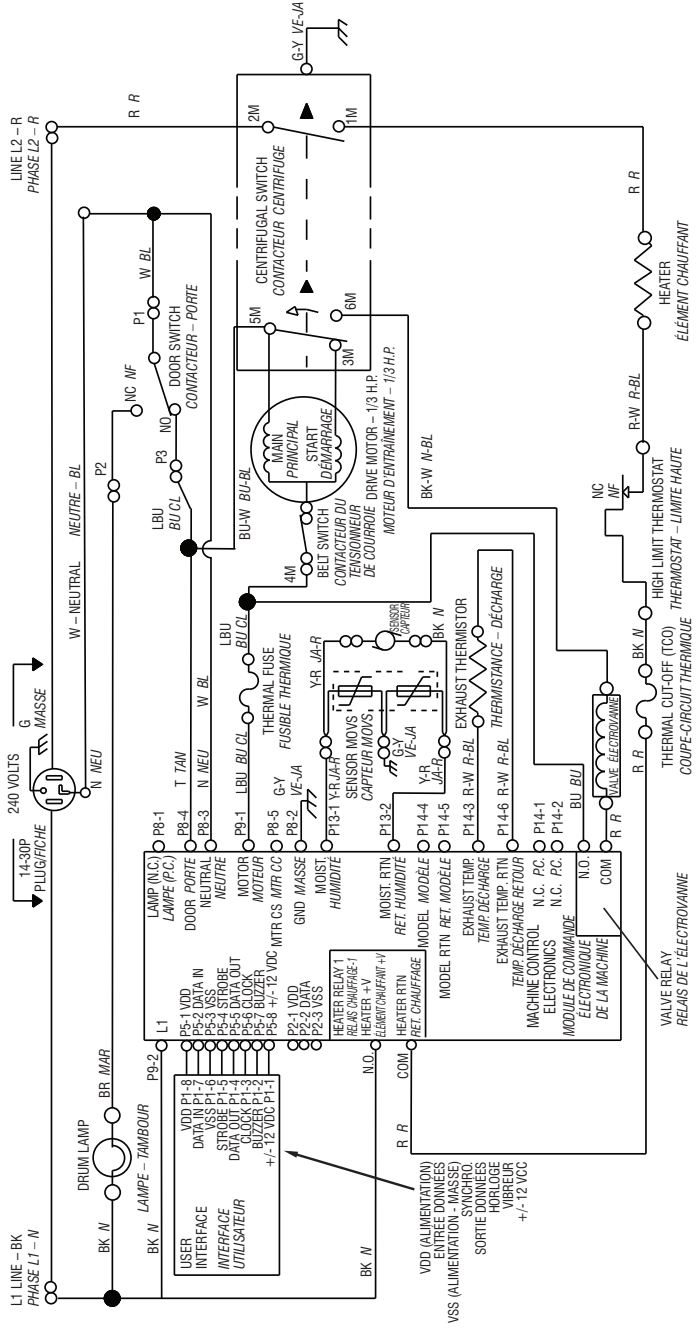 L1 LINE – BK
PHASE L1 – N
14-30P
PLUG/FICHE
240 VOLTS
G
MASSE
N NEU
LINE L2 – R
PHASE L2 – R
W – NEUTRAL
NEUTRE – BL
R R
DRUM LAMP
LAMPE – TAMBOUR
BK N
BR MAR
P2
NC NF
NO
P3
P1
W BL
DOOR SWITCH
CONTACTEUR – PORTE
LBU
BU CL
BU-W BU-BL
5M
2M
6M
3M
1M
CENTRIFUGAL SWITCH
CONTACTEUR CENTRIFUGE
G-Y VE-JA
MAIN
PRINCIPAL
START
DÉMARRAGE
DRIVE MOTOR – 1/3 H.P.
MOTEUR D'ENTRAÎNEMENT – 1/3 H.P.
4M
BELT SWITCH
CONTACTEUR DU
TENSIONNEUR
DE COURROIE
BK-W N-BL
THERMAL FUSE
FUSIBLE THERMIQUE
LBU BU CL
LBU
BU CL
T TAN
N NEU
W BL
BK N
P9-2
L1
P8-1
LAMP (N.C.)
LAMPE (P.C.)
P8-4
DOOR PORTE
P8-3
NEUTRAL
NEUTRE
P9-1
MOTOR
MOTEUR
P8-5
MTR CS MTR CC
P8-2
GND MASSE
G-Y
VE-JA
P13-1
MOIST.
HUMIDITÉ
Y-R JA-R
Y-R JA-R
SENSOR
CAPTEUR
BK N
SENSOR MOVS
CAPTEUR MOVS
G-Y
VE-JA
Y-R
JA-R
P13-2
MOIST. RTN
RET. HUMIDITÉ
P14-4
MODEL MODÈLE
P14-5
MODEL RTN RET. MODÈLE
P14-3
EXHAUST TEMP.
TEMP. DÉCHARGE
R-W R-BL
P14-6
EXHAUST TEMP. RTN
TEMP. DÉCHARGE RETOUR
R-W R-BL
EXHAUST THERMISTOR
THERMISTANCE – DÉCHARGE
P14-1
N.C. P.C.
P14-2
N.C. P.C.
MACHINE CONTROL
ELECTRONICS
MODULE DE COMMANDE
ÉLECTRONIQUE
DE LA MACHINE
N.O.
COM
BU BU
R R
VALVE ÉLECTROVANNE
VALVE RELAY
RELAIS DE L'ÉLECTROVANNE
P5-1 VDD
P5-2 DATA IN
P5-3 VSS
P5-4 STROBE
P5-5 DATA OUT
P5-6 CLOCK
P5-7 BUZZER
P5-8 +/- 12 VDC
P2-1 VDD
P2-2 DATA
P2-3 VSS
VDD P1-8
DATA IN P1-7
VSS P1-6
STROBE P1-5
DATA OUT P1-4
CLOCK P1-3
BUZZER P1-2
+/- 12 VDC P1-1
USER
INTERFACE
INTERFACE
UTILISATEUR
HEATER RELAY 1
RELAIS CHAUFFAGE-1
HEATER +V
ÉLÉMENT CHAUFFANT +V
HEATER RTN
RET. CHAUFFAGE
N.O.
COM
BK N
R R
VDD (ALIMENTATION)
ENTRÉE DONNÉES
VSS (ALIMENTATION - MASSE)
SYNCHRO.
SORTIE DONNÉES
HORLOGE
VIBREUR
+/- 12 VCC
R R
THERMAL CUT-OFF (TCO)
COUPE-CIRCUIT THERMIQUE
BK N
HIGH LIMIT THERMOSTAT
THERMOSTAT – LIMITE HAUTE
NC
NF
R-W R-BL
HEATER
ÉLÉMENT CHAUFFANT
R R